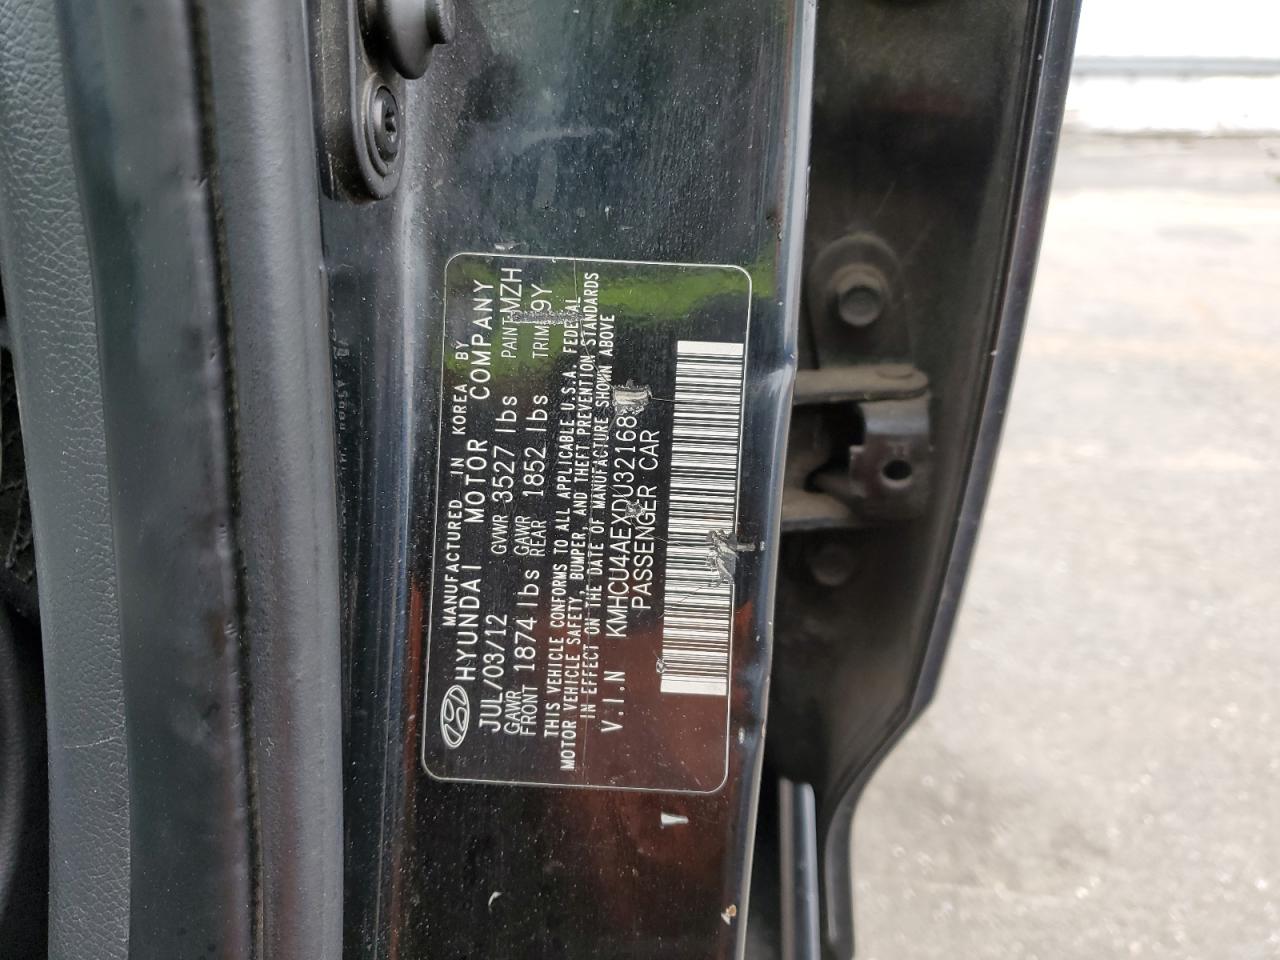 MANUFACTURED IN KOREA BY
HYUNDAI MOTOR COMPANY
JUL/03/12 GVWR 3527 lbs PAINT:MZH
GAWR FRONT 1874 lbs GAWR REAR 1852 lbs TRIM 9Y
THIS VEHICLE CONFORMS TO ALL APPLICABLE U.S.A. FEDERAL
MOTOR VEHICLE SAFETY, BUMPER, AND THEFT PREVENTION STANDARDS
IN EFFECT ON THE DATE OF MANUFACTURE SHOWN ABOVE
V.I.N KMHCU4AEXDU32168
PASSENGER CAR